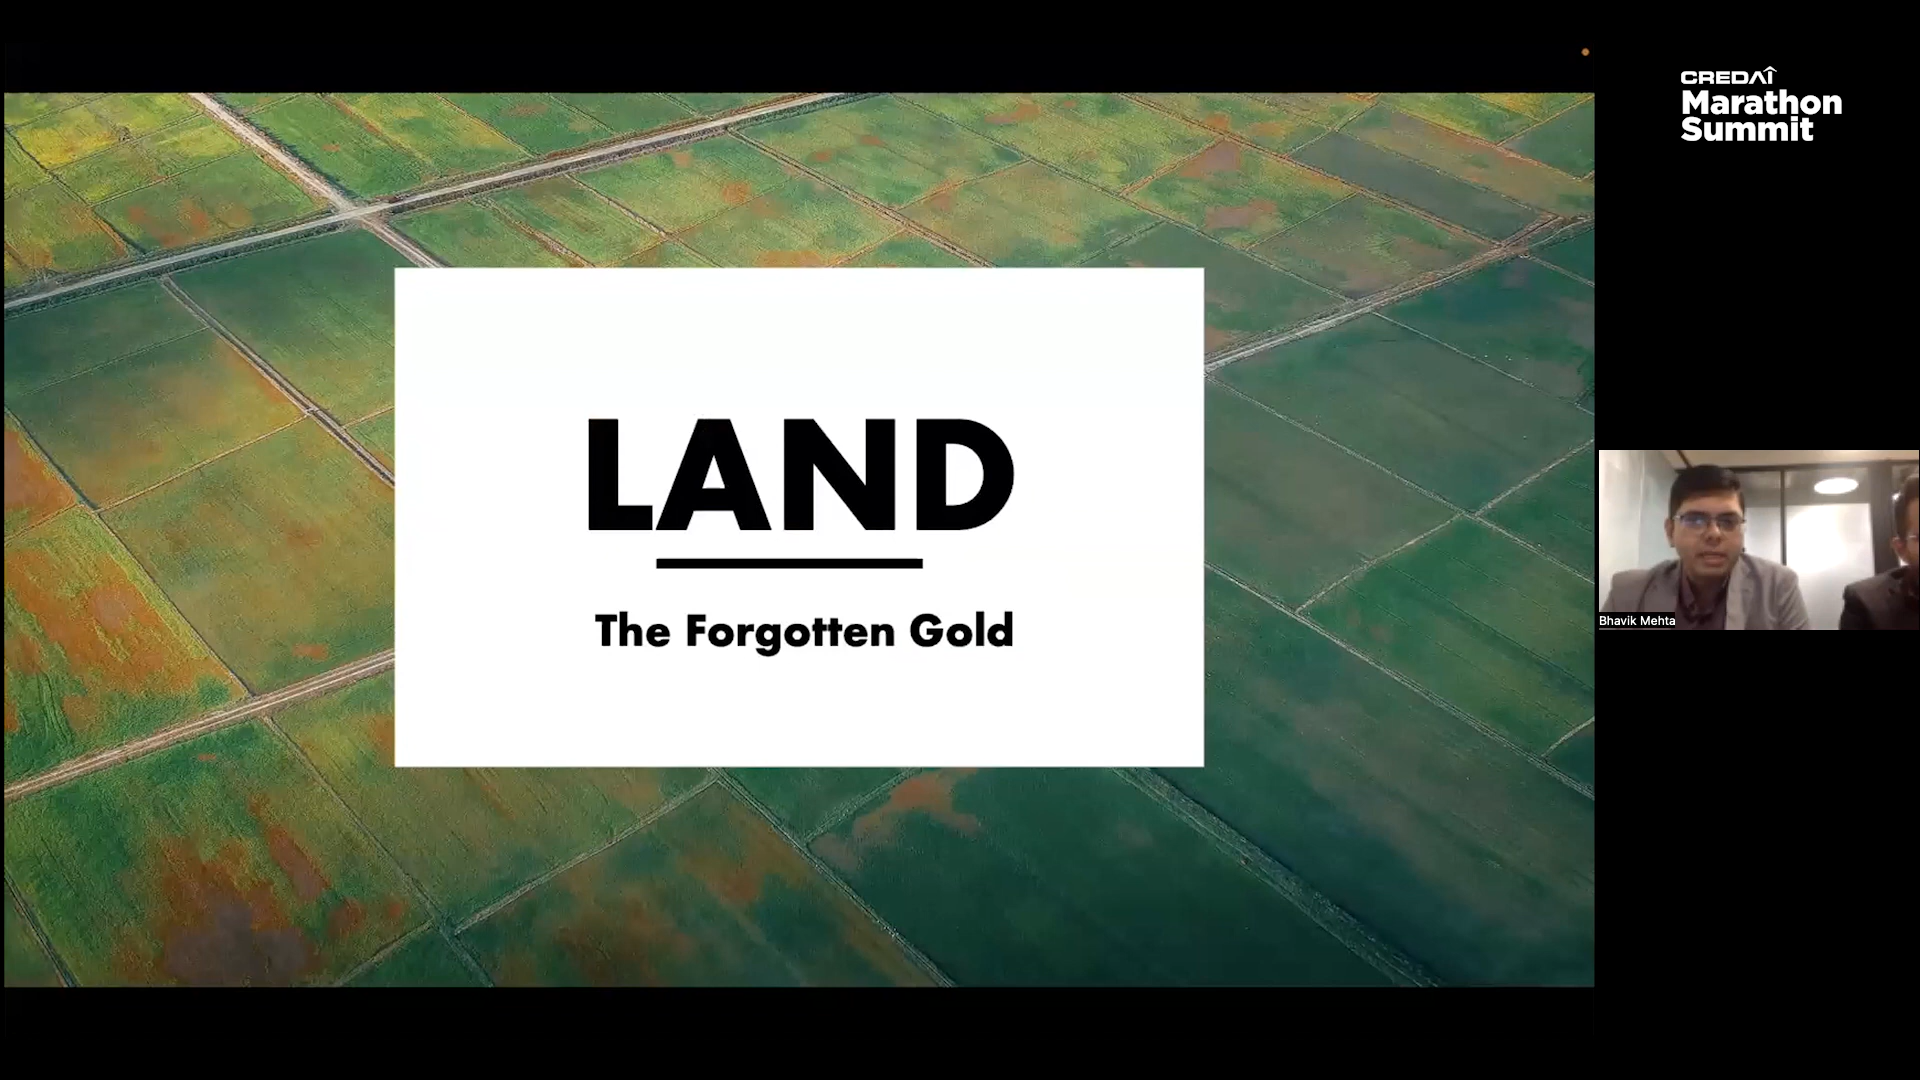 CREDAI
Marathon
Summit
LAND
The Forgotten Gold
Bhavik Mehta